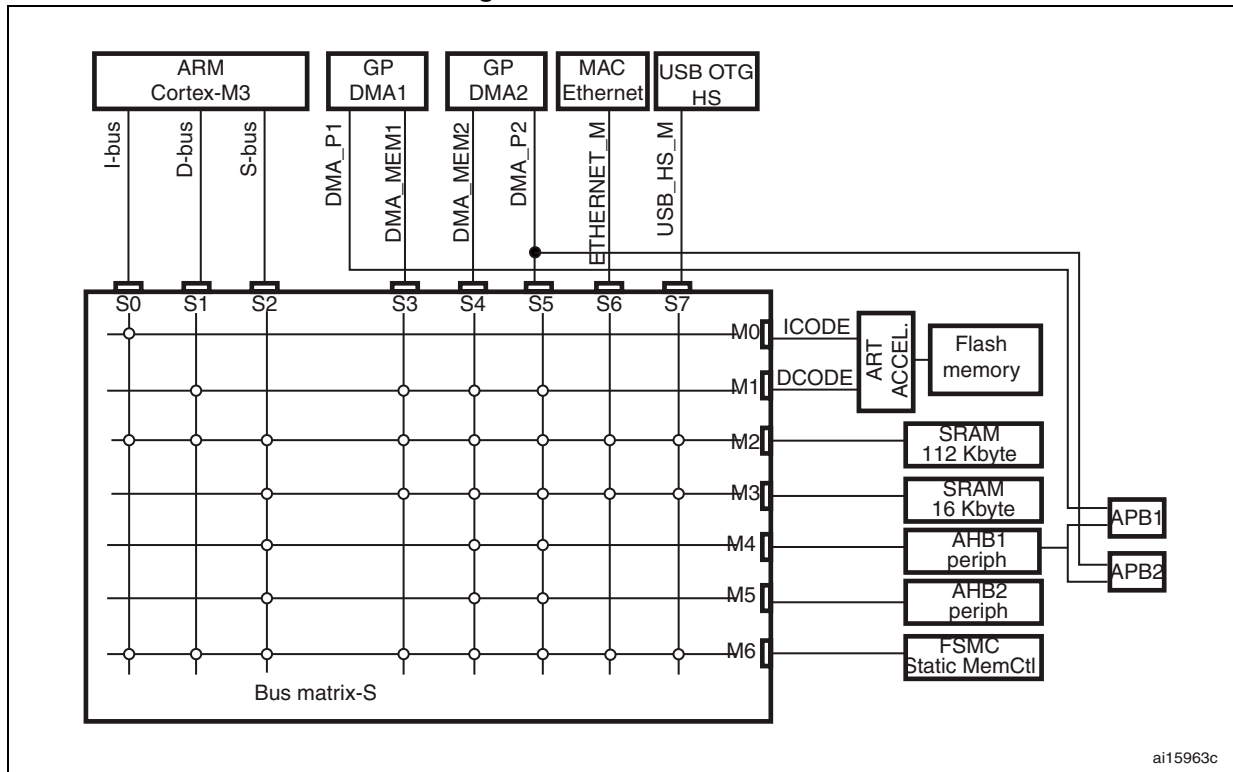 ARM
Cortex-M3
GP
DMA1
GP
DMA2
MAC
Ethernet
USB OTG
HS
I-bus
D-bus
S-bus
DMA_P1
DMA_MEM1
DMA_MEM2
DMA_P2
ETHERNET_M
USB_HS_M
S0
S1
S2
S3
S4
S5
S6
S7
M0
ICODE
ART
ACCEL.
Flash
memory
M1
DCODE
M2
SRAM
112 Kbyte
M3
SRAM
16 Kbyte
APB1
M4
AHB1
periph
APB2
M5
AHB2
periph
M6
FSMC
Static MemCtl
Bus matrix-S
ai15963c